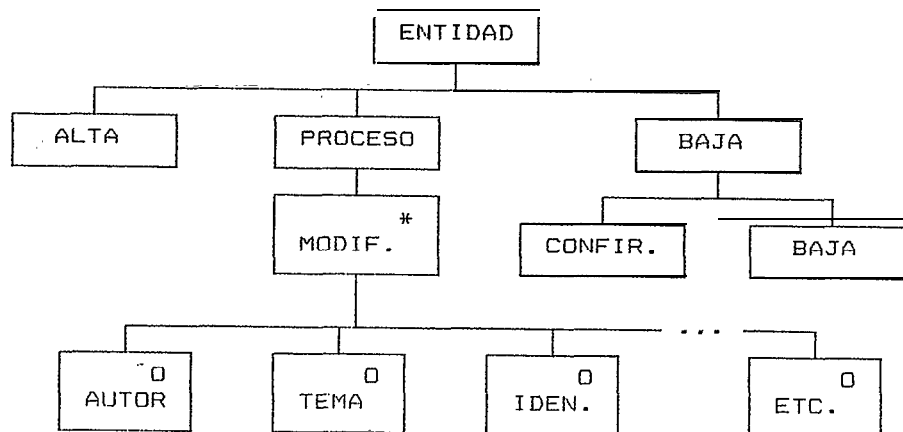 ENTIDAD
ALTA
PROCESO
BAJA
*
MODIF.
CONFIR.
BAJA
...
O
AUTOR
O
TEMA
O
IDEN.
O
ETC.